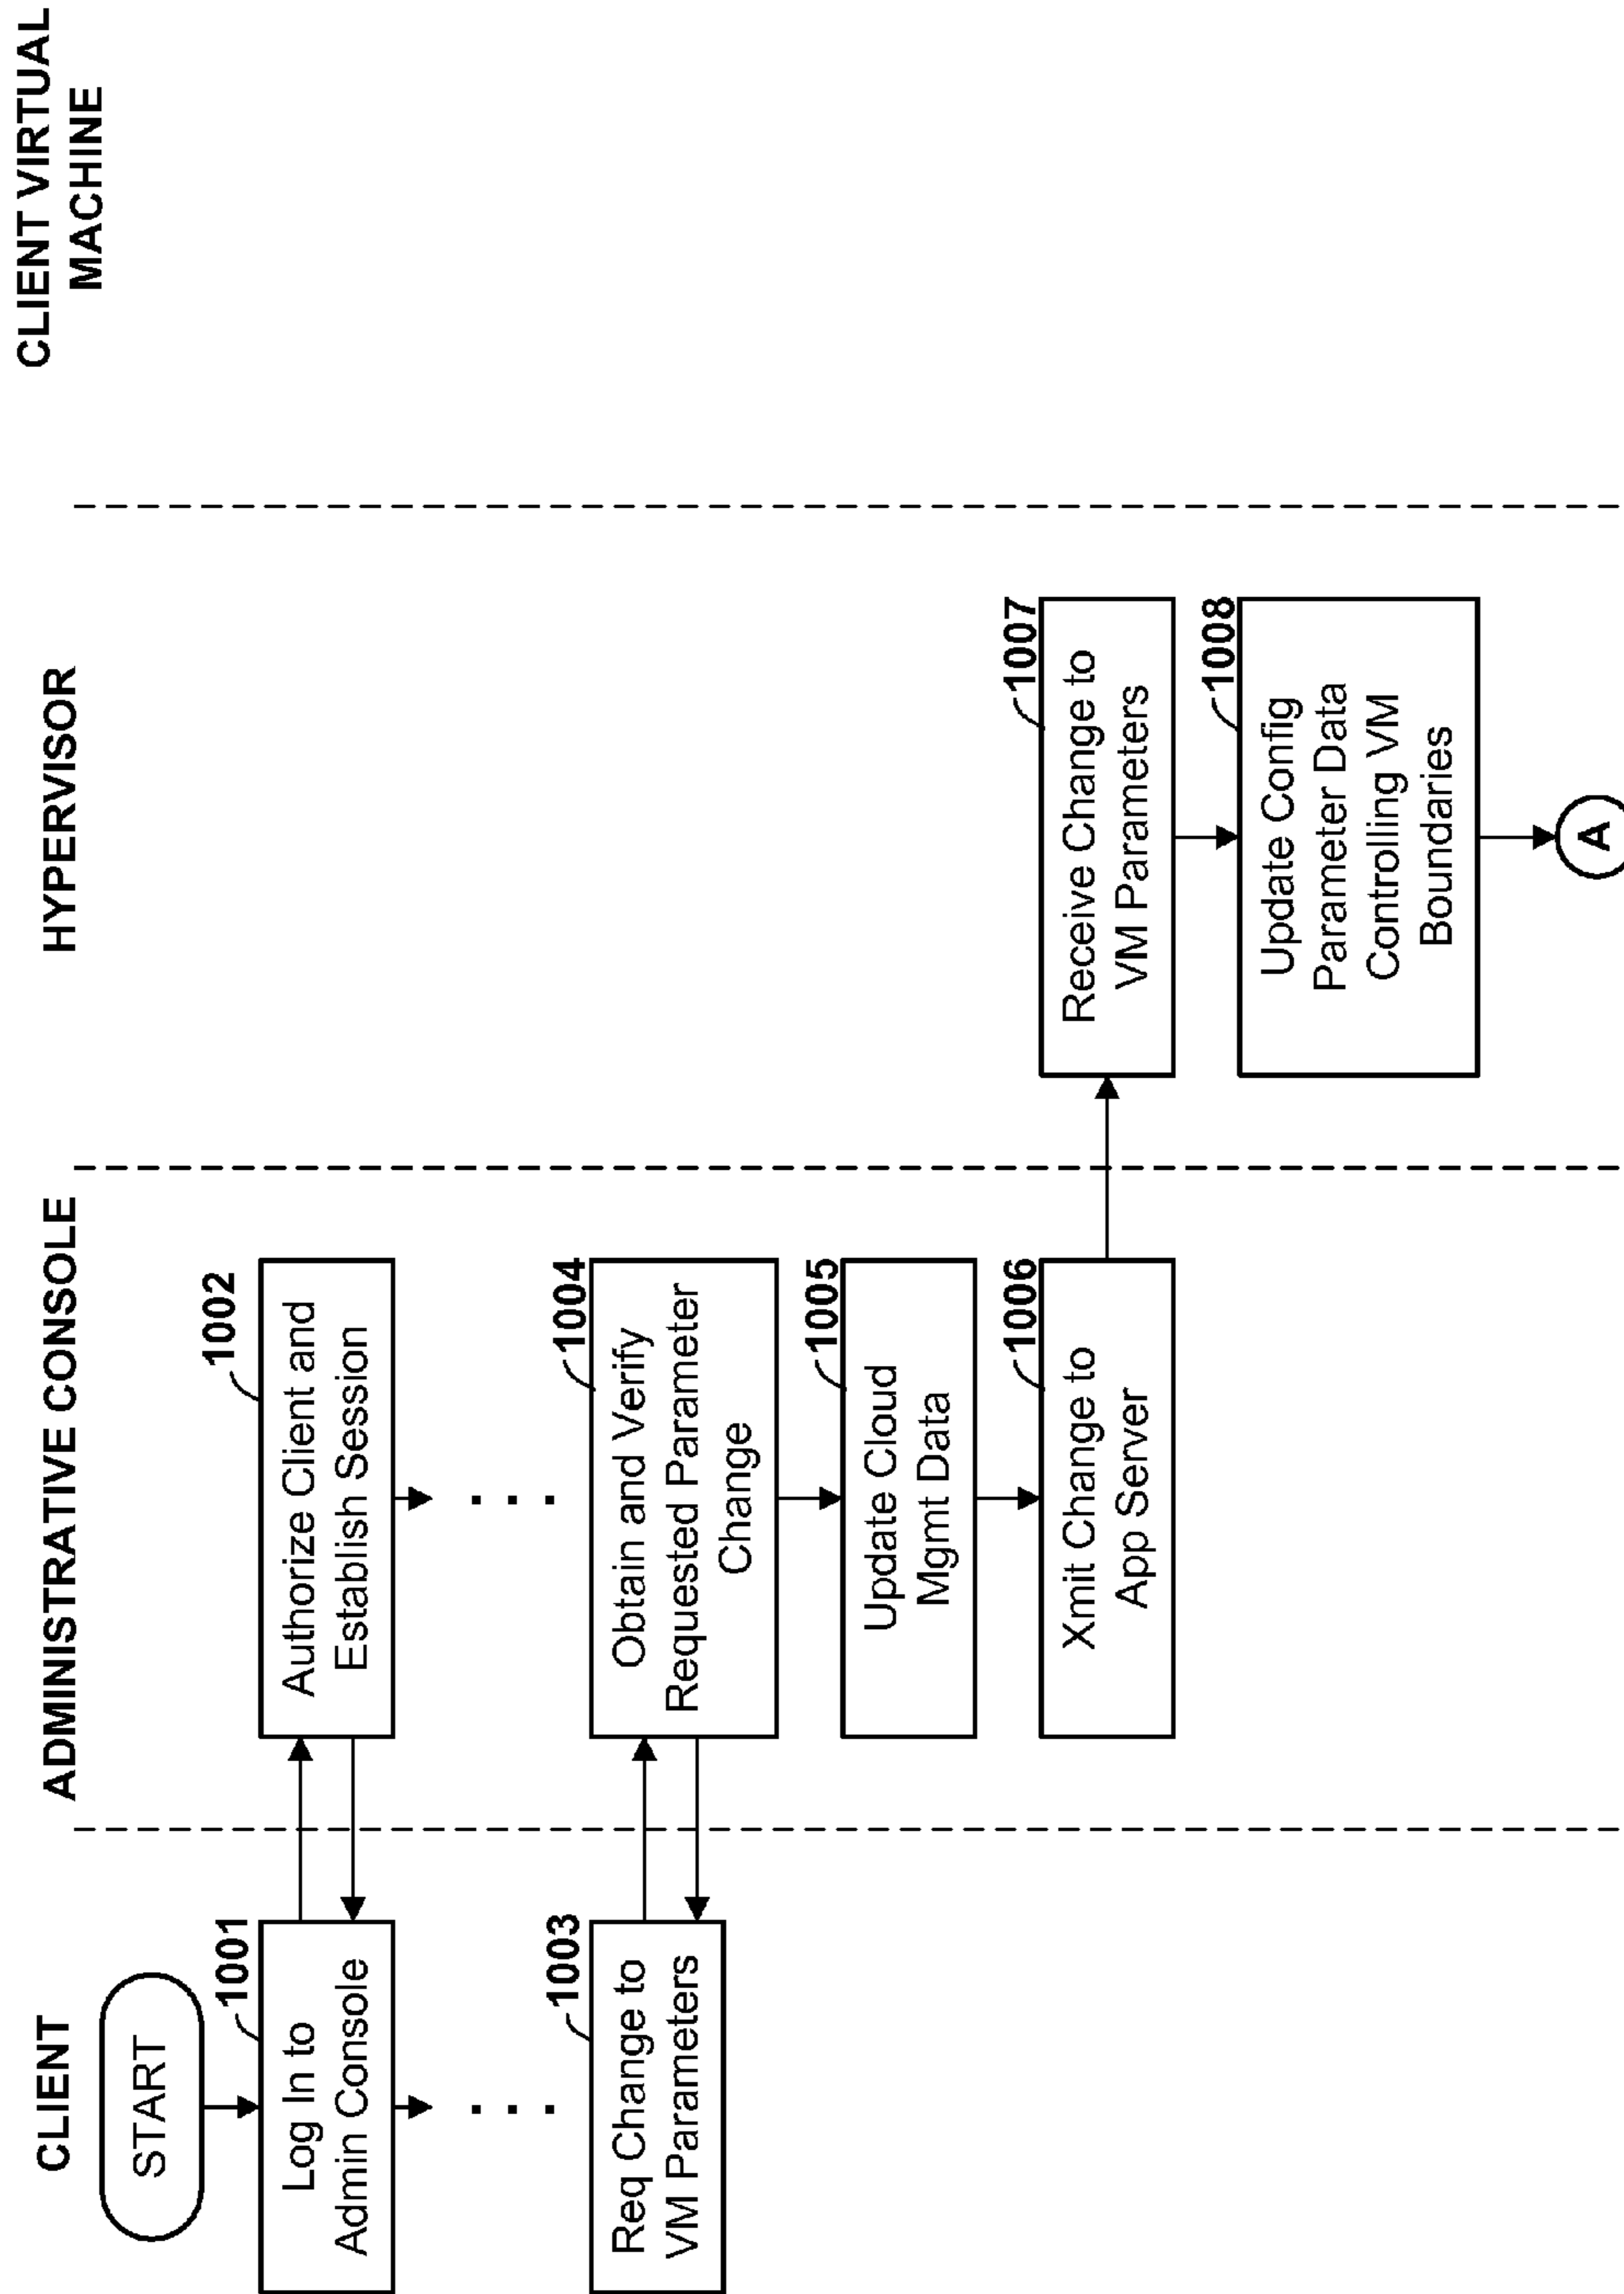 CLIENT
ADMINISTRATIVE CONSOLE
HYPERVISOR
CLIENT VIRTUAL
MACHINE
START
1001
Log In to
Admin Console
1002
Authorize Client and
Establish Session
. . .
. . .
1003
Req Change to
VM Parameters
1004
Obtain and Verify
Requested Parameter
Change
1005
Update Cloud
Mgmt Data
1006
Xmit Change to
App Server
1007
Receive Change to
VM Parameters
1008
Update Config
Parameter Data
Controlling VM
Boundaries
A